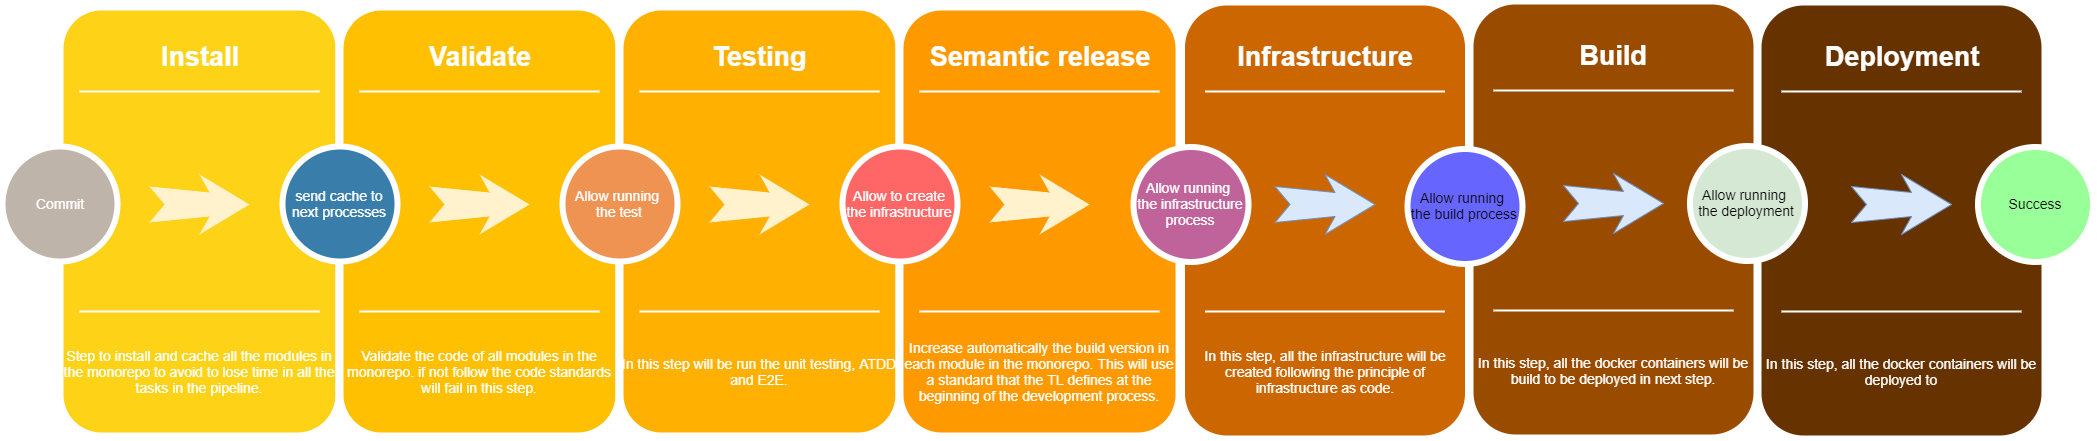 Install
Validate
Testing
Semantic release
Infrastructure
Build
Deployment
Commit
send cache to
next processes
Allow running
the test
Allow to create
the infrastructure
Allow running
the infrastructure
process
Allow running
the build process
Allow running
the deployment
Success
Step to install and cache all the modules in
the monorepo to avoid to lose time in all the
tasks in the pipeline.
Validate the code of all modules in the
monorepo. if not follow the code standards
will fail in this step.
In this step will be run the unit testing, ATDD
and E2E.
Increase automatically the build version in
each module in the monorepo. This will use
a standard that the TL defines at the
beginning of the development process.
In this step, all the infrastructure will be
created following the principle of
infrastructure as code.
In this step, all the docker containers will be
build to be deployed in next step.
In this step, all the docker containers will be
deployed to